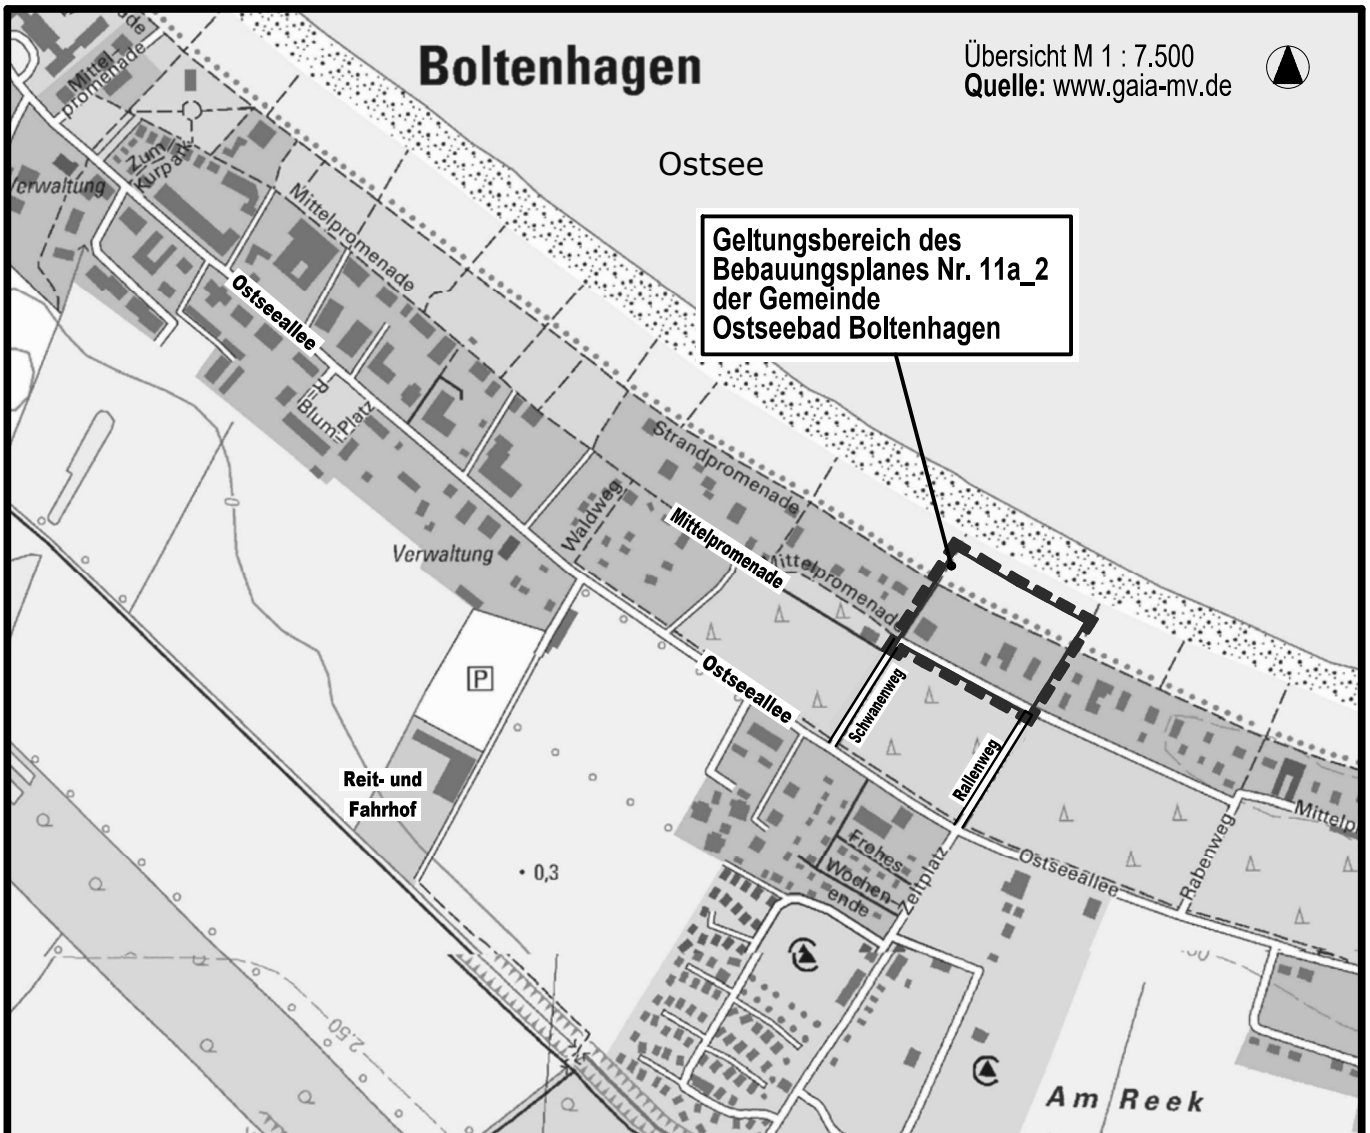 Boltenhagen
Übersicht M 1 : 7.500
Quelle: www.gaia-mv.de
Ostsee
Geltungsbereich des
Bebauungsplanes Nr. 11a_2
der Gemeinde
Ostseebad Boltenhagen
Mittel-
promenade
Zum
Kurpark
Verwaltung
Mittelpromenade
Ostseeallee
Blum-Platz
Strandpromenade
Waldweg
Mittelpromenade
Mittelpromenade
Verwaltung
P
Ostseeallee
Schwanenweg
Rallenweg
Reit- und
Fahrhof
0,3
Frohes
Wochen-
ende
Zeltplatz
Ostseeallee
Rabenweg
Mittelp
0
2.50
Am Reek